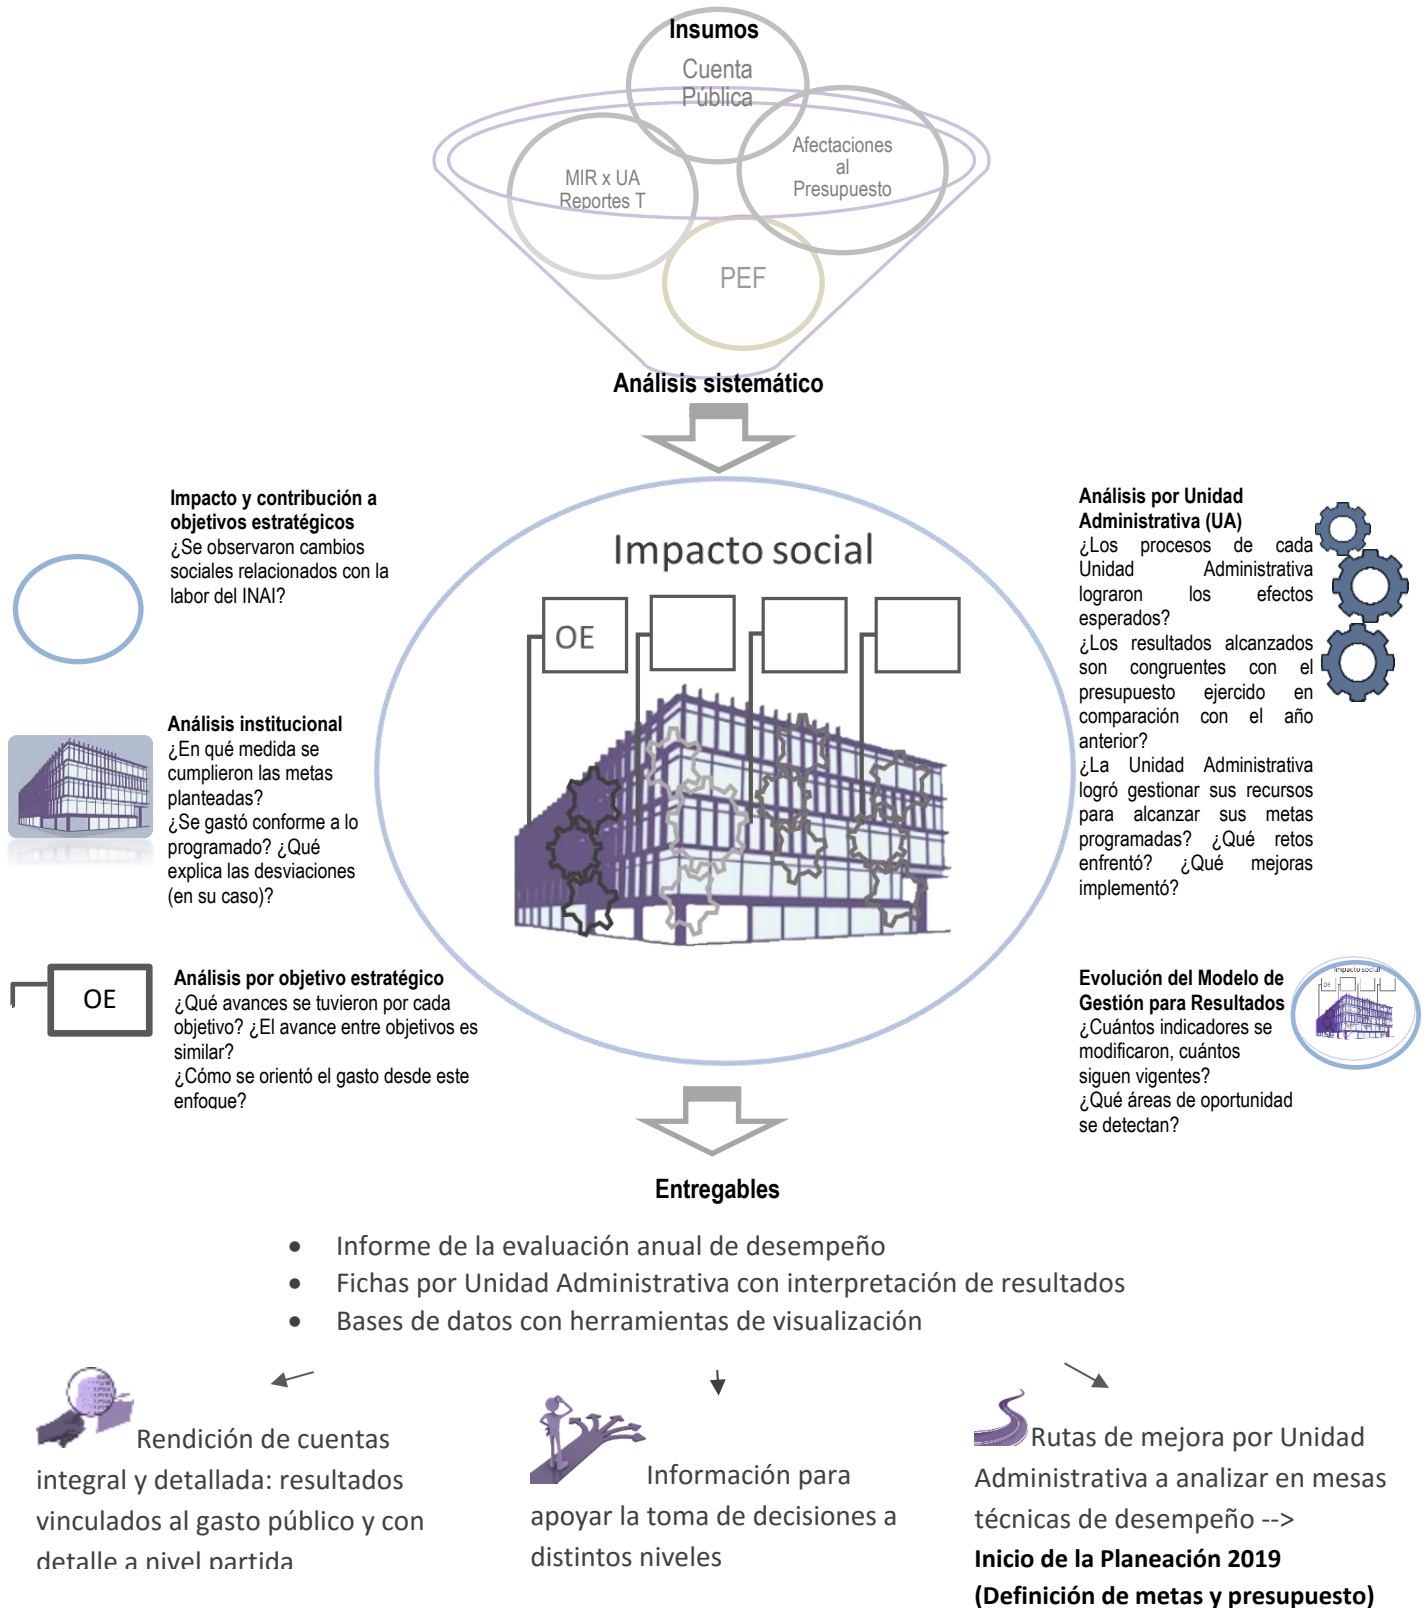 Insumos
Cuenta
Pública
Afectaciones
al
Presupuesto
MIR x UA
Reportes T
PEF
Análisis sistemático
Impacto y contribución a
objetivos estratégicos
¿Se observaron cambios
sociales relacionados con la
labor del INAI?
Análisis institucional
¿En qué medida se
cumplieron las metas
planteadas?
¿Se gastó conforme a lo
programado? ¿Qué
explica las desviaciones
(en su caso)?
OE
Análisis por objetivo estratégico
¿Qué avances se tuvieron por cada
objetivo? ¿El avance entre objetivos es
similar?
¿Cómo se orientó el gasto desde este
enfoque?
Impacto social
OE
Análisis por Unidad
Administrativa (UA)
¿Los procesos de cada
Unidad Administrativa
lograron los efectos
esperados?
¿Los resultados alcanzados
son congruentes con el
presupuesto ejercido en
comparación con el año
anterior?
¿La Unidad Administrativa
logró gestionar sus recursos
para alcanzar sus metas
programadas? ¿Qué retos
enfrentó? ¿Qué mejoras
implementó?
Evolución del Modelo de
Gestión para Resultados
¿Cuántos indicadores se
modificaron, cuántos
siguen vigentes?
¿Qué áreas de oportunidad
se detectan?
Impacto social
OE
Entregables
• Informe de la evaluación anual de desempeño
• Fichas por Unidad Administrativa con interpretación de resultados
• Bases de datos con herramientas de visualización
Rendición de cuentas
integral y detallada: resultados
vinculados al gasto público y con
detalle a nivel partida
Información para
apoyar la toma de decisiones a
distintos niveles
Rutas de mejora por Unidad
Administrativa a analizar en mesas
técnicas de desempeño -->
Inicio de la Planeación 2019
(Definición de metas y presupuesto)